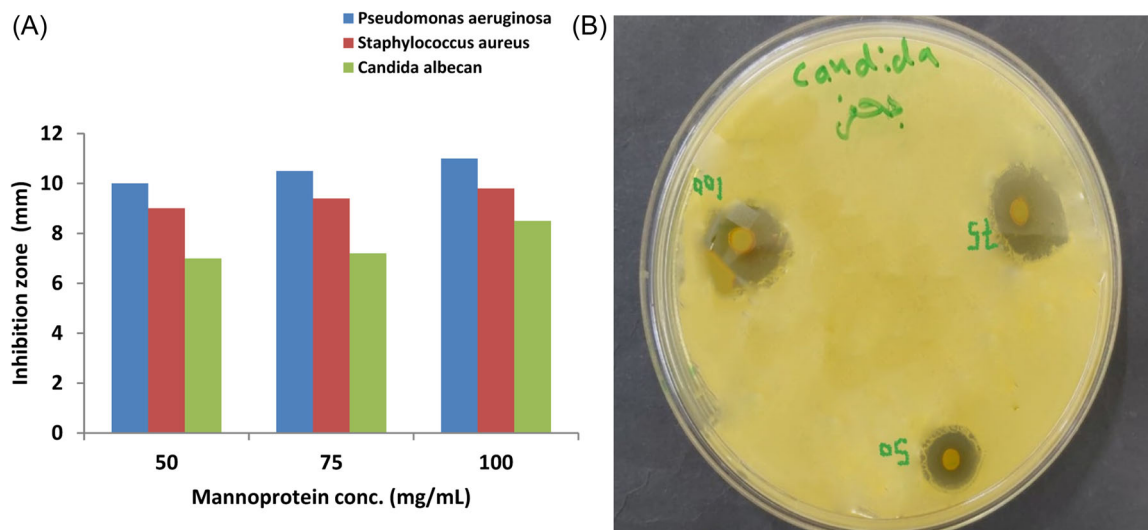 (A)
Pseudomonas aeruginosa
Staphylococcus aureus
Candida albecan
Inhibition zone (mm)
12
10
8
6
4
2
0
50
75
100
Mannoprotein conc. (mg/mL)
(B)
candida
100
75
50